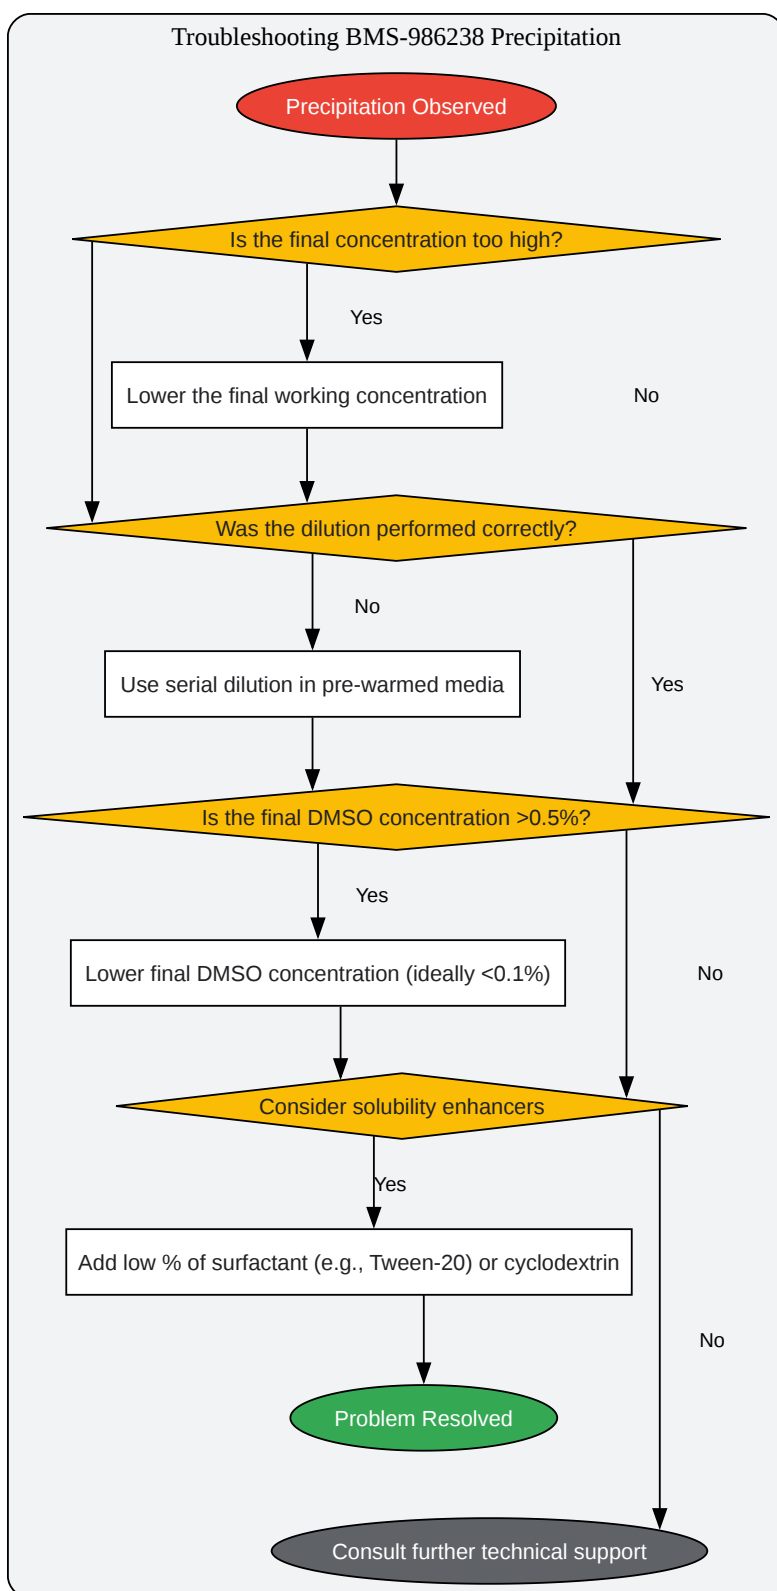 Troubleshooting BMS-986238 Precipitation
Precipitation Observed
Is the final concentration too high?
Yes
Lower the final working concentration
No
Was the dilution performed correctly?
No
Use serial dilution in pre-warmed media
Yes
Is the final DMSO concentration >0.5%?
Yes
Lower final DMSO concentration (ideally <0.1%)
No
Consider solubility enhancers
Yes
Add low % of surfactant (e.g., Tween-20) or cyclodextrin
No
Problem Resolved
Consult further technical support